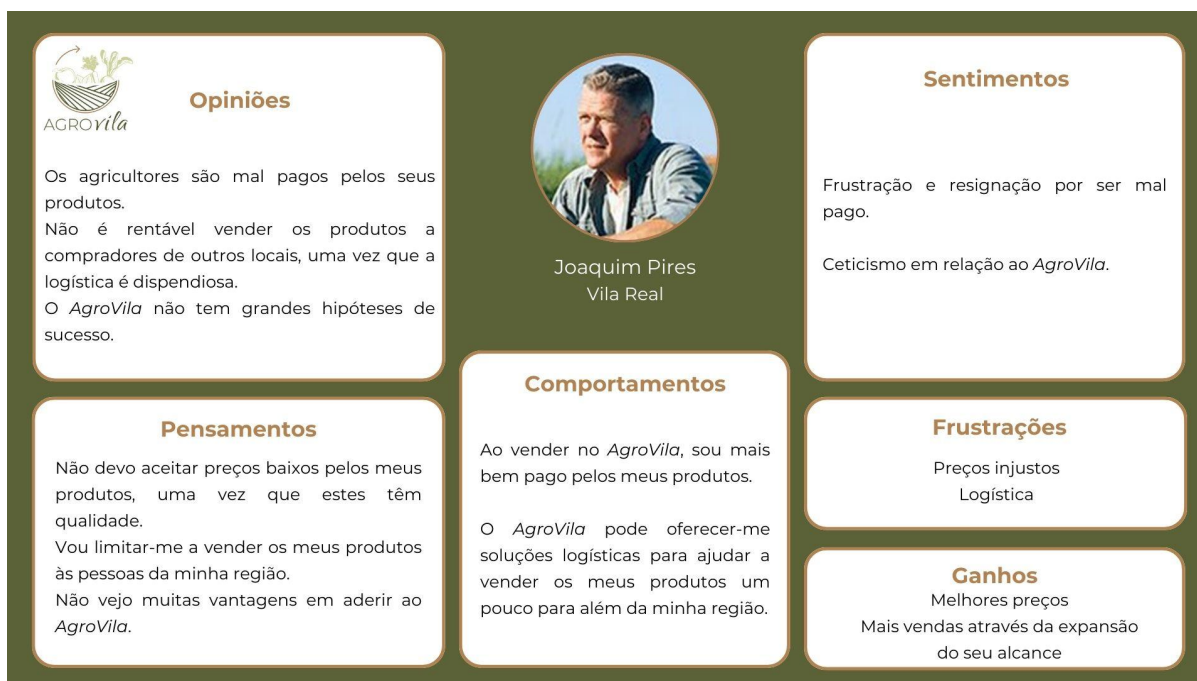 AGROvila
Opiniões
Os agricultores são mal pagos pelos seus
produtos.
Não é rentável vender os produtos a
compradores de outros locais, uma vez que a
logística é dispendiosa.
O AgroVila não tem grandes hipóteses de
sucesso.
Pensamentos
Não devo aceitar preços baixos pelos meus
produtos, uma vez que estes têm
qualidade.
Vou limitar-me a vender os meus produtos
às pessoas da minha região.
Não vejo muitas vantagens em aderir ao
AgroVila.
Joaquim Pires
Vila Real
Comportamentos
Ao vender no AgroVila, sou mais
bem pago pelos meus produtos.
O AgroVila pode oferecer-me
soluções logísticas para ajudar a
vender os meus produtos um
pouco para além da minha região.
Sentimentos
Frustração e resignação por ser mal
pago.
Ceticismo em relação ao AgroVila.
Frustrações
Preços injustos
Logística
Ganhos
Melhores preços
Mais vendas através da expansão
do seu alcance